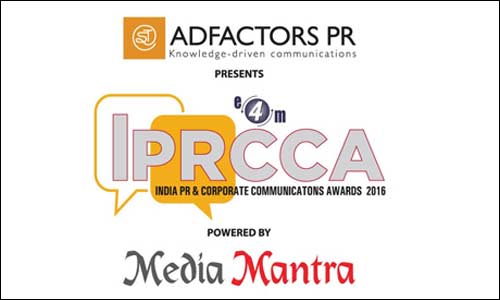 ADFACTORS PR
Knowledge-driven communications
PRESENTS
e4m
IPRCCA
INDIA PR & CORPORATE COMMUNICATONS AWARDS 2016
POWERED BY
Media Mantra